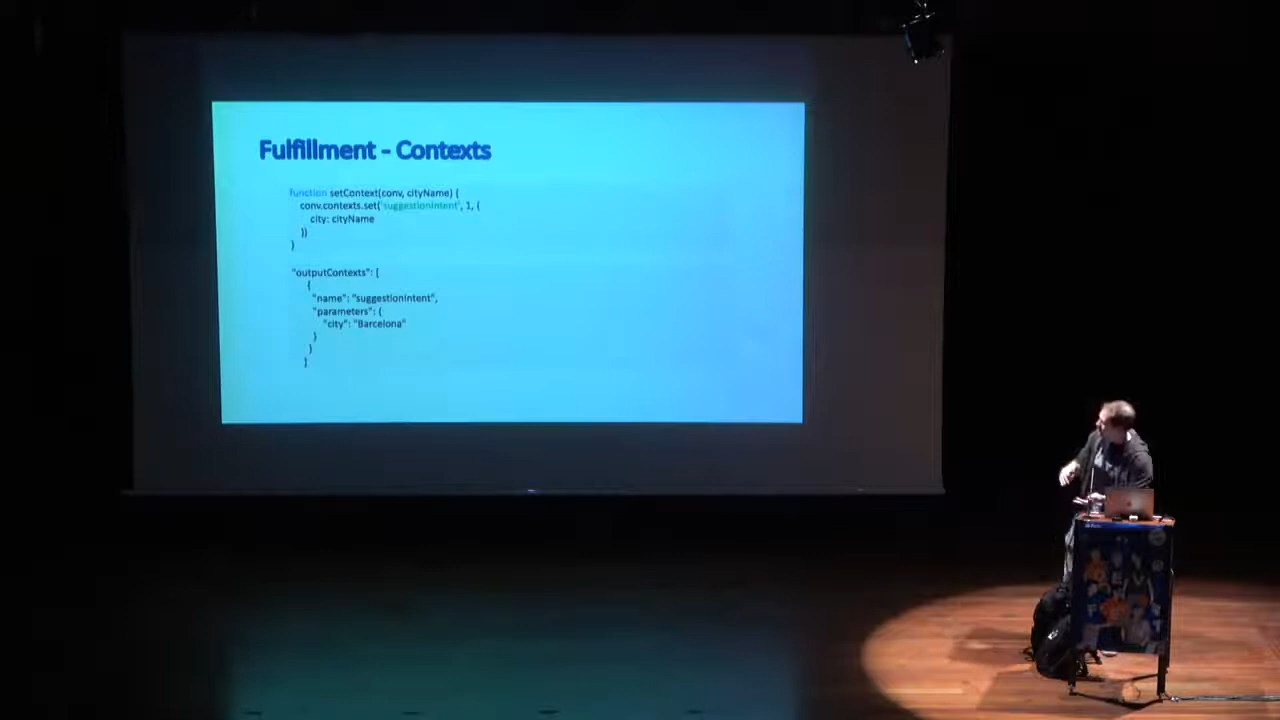 Fulfillment - Contexts
function setContext(conv, cityName) {
conv.contexts.set('suggestionIntent', 1, {
city: cityName
})
}
"outputContexts": [
{
"name": "suggestionIntent",
"parameters": {
"city": "Barcelona"
}
}
]